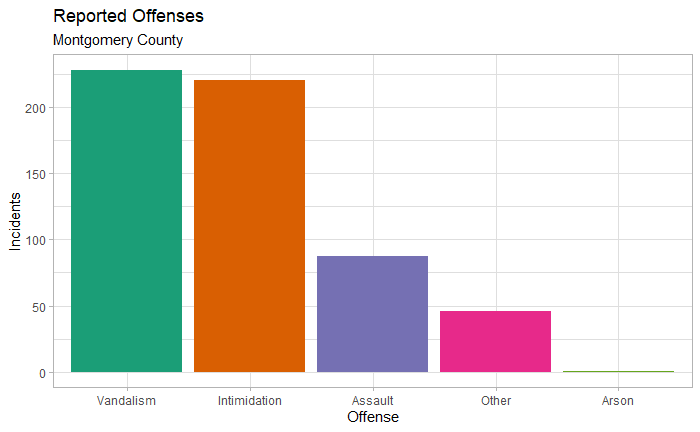 Reported Offenses
Montgomery County
Incidents
200
150
100
50
0
Vandalism Intimidation Assault Other Arson
Offense